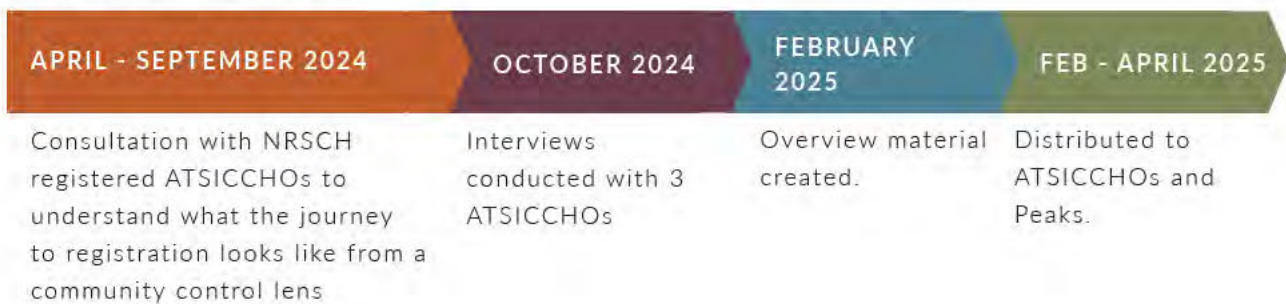 APRIL - SEPTEMBER 2024
Consultation with NRSCH
registered ATSICCHOs to
understand what the journey
to registration looks like from a
community control lens
OCTOBER 2024
Interviews
conducted with 3
ATSICCHOs
FEBRUARY
2025
Overview material
created.
FEB - APRIL 2025
Distributed to
ATSICCHOs and
Peaks.